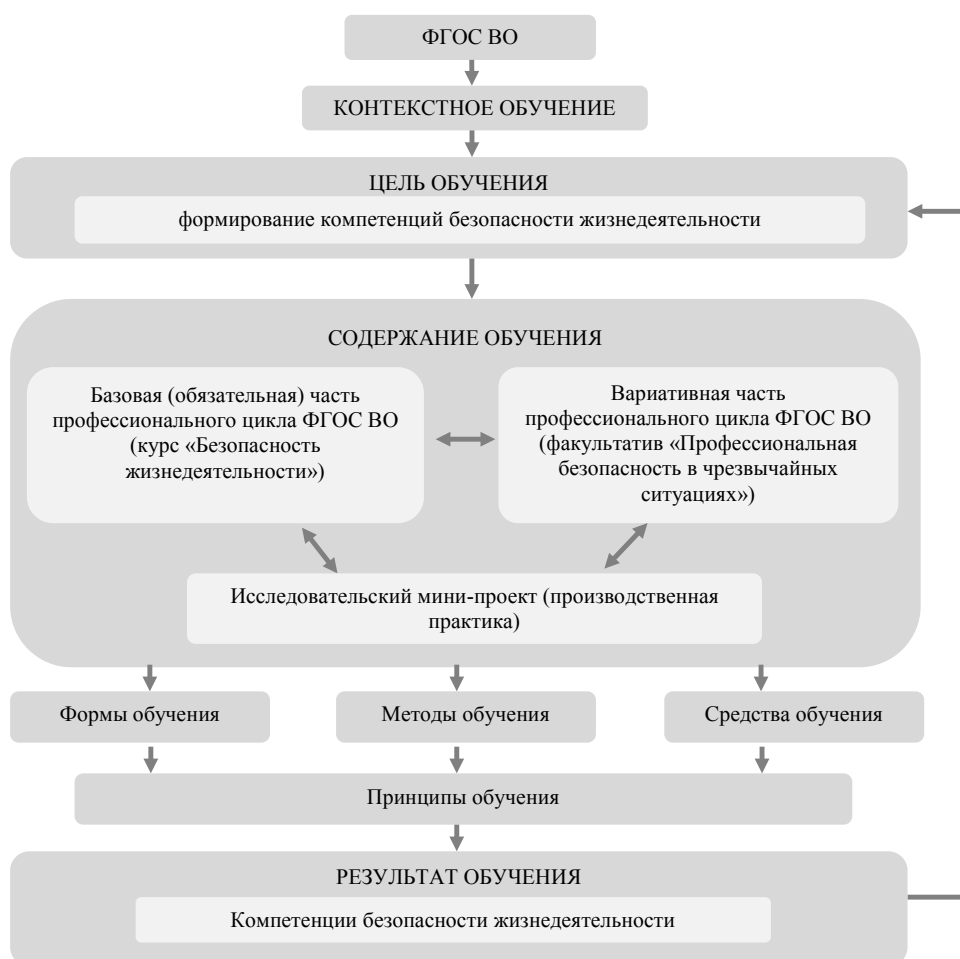 ФГОС ВО
КОНТЕКСТНОЕ ОБУЧЕНИЕ
ЦЕЛЬ ОБУЧЕНИЯ
формирование компетенций безопасности жизнедеятельности
СОДЕРЖАНИЕ ОБУЧЕНИЯ
Базовая (обязательная) часть
профессионального цикла ФГОС ВО
(курс «Безопасность
жизнедеятельности»)
Вариативная часть
профессионального цикла ФГОС ВО
(факультатив «Профессиональная
безопасность в чрезвычайных
ситуациях»)
Исследовательский мини-проект (производственная
практика)
Формы обучения
Методы обучения
Средства обучения
Принципы обучения
РЕЗУЛЬТАТ ОБУЧЕНИЯ
Компетенции безопасности жизнедеятельности